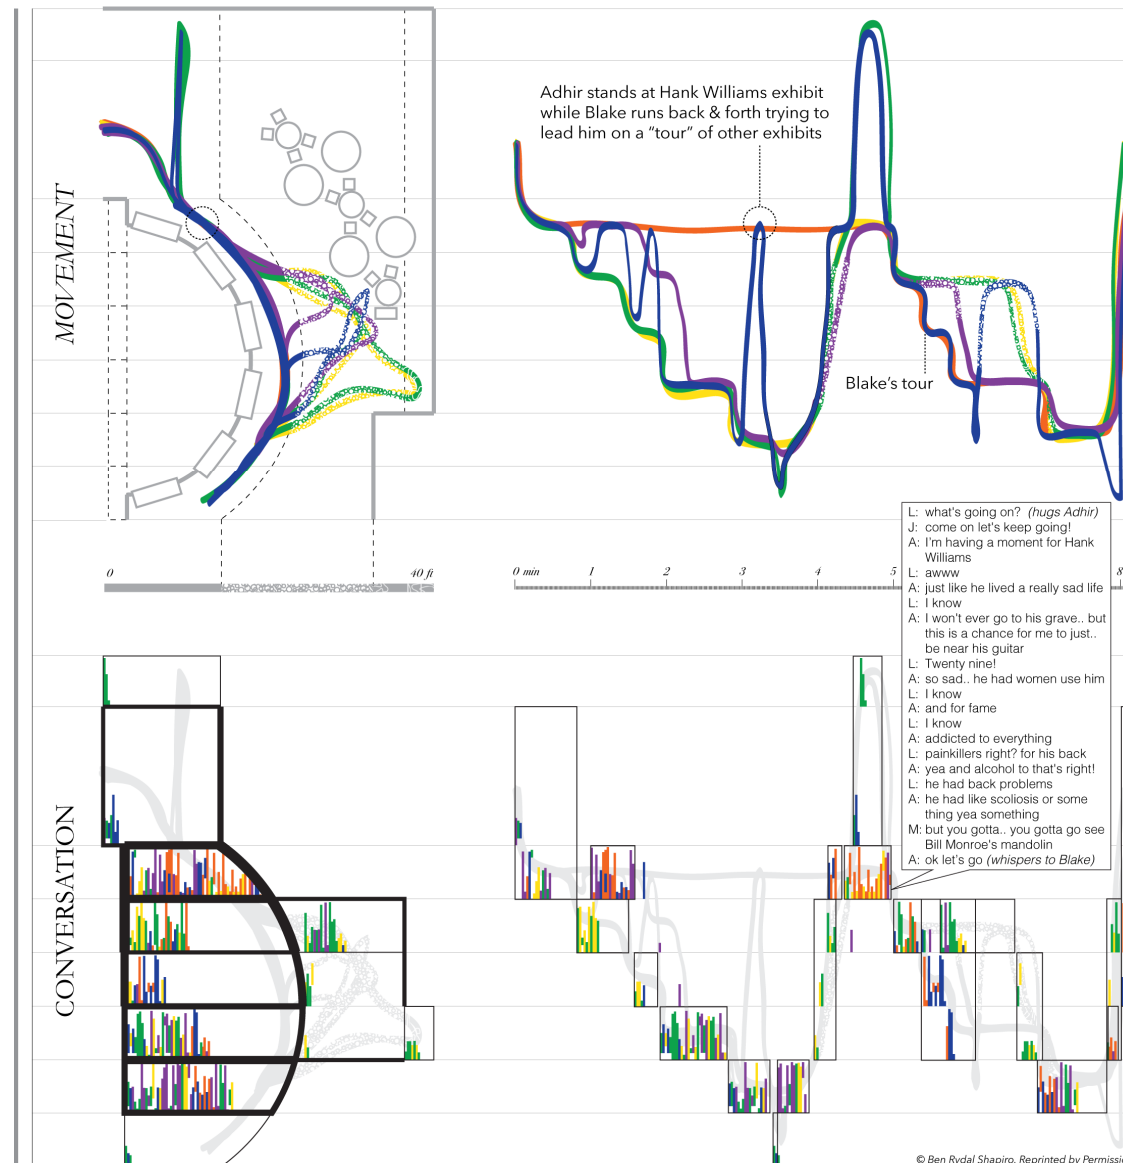 Adhir stands at Hank Williams exhibit
while Blake runs back & forth trying to
lead him on a "tour" of other exhibits
MOVEMENT
Blake's tour
0 40 ft
0 min 1 2 3 4 5 8
L: what's going on? (hugs Adhir)
J: come on let's keep going!
A: I'm having a moment for Hank
Williams
L: awww
A: just like he lived a really sad life
L: I know
A: I won't ever go to his grave.. but
this is a chance for me to just..
be near his guitar
L: Twenty nine!
A: so sad.. he had women use him
L: I know
A: and for fame
L: I know
A: addicted to everything
L: painkillers right? for his back
A: yea and alcohol to that's right!
L: he had back problems
A: he had like scoliosis or some
thing yea something
M: but you gotta.. you gotta go see
Bill Monroe's mandolin
A: ok let's go (whispers to Blake)
CONVERSATION
© Ben Rydal Shapiro. Reprinted by Permissi